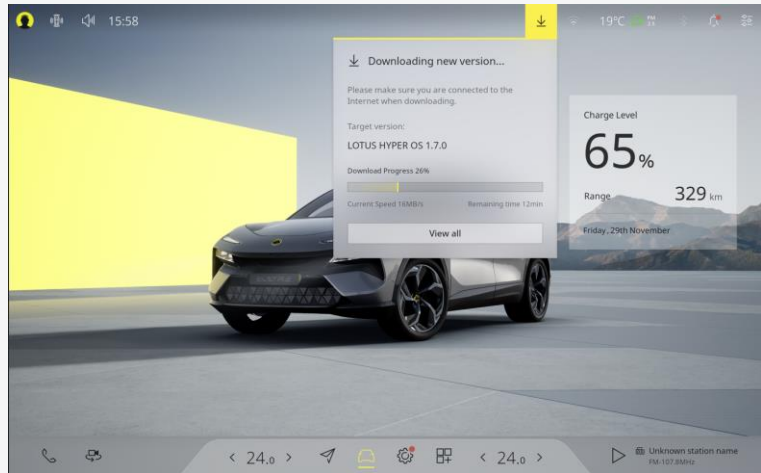 15:58
19°C
Downloading new version...
Please make sure you are connected to the
Internet when downloading.
Target version:
LOTUS HYPER OS 1.7.0
Download Progress 26%
Current Speed 16MB/s Remaining time 12min
View all
Charge Level
65%
Range 329 km
Friday, 29th November
< 24.0 >
< 24.0 >
Unknown station name
FM-107.8MHz